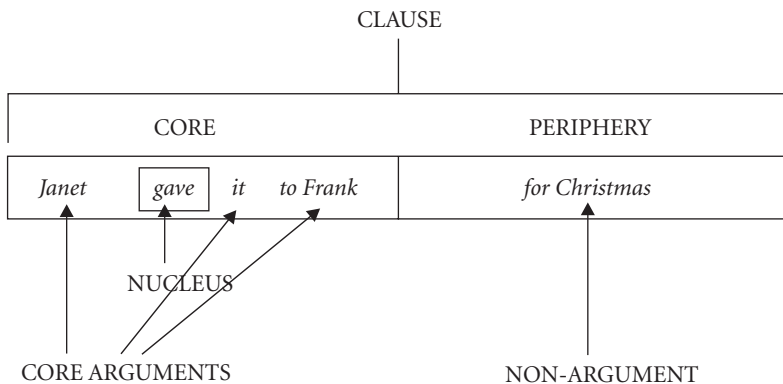 CLAUSE
CORE PERIPHERY
Janet gave it to Frank for Christmas
NUCLEUS
CORE ARGUMENTS NON-ARGUMENT